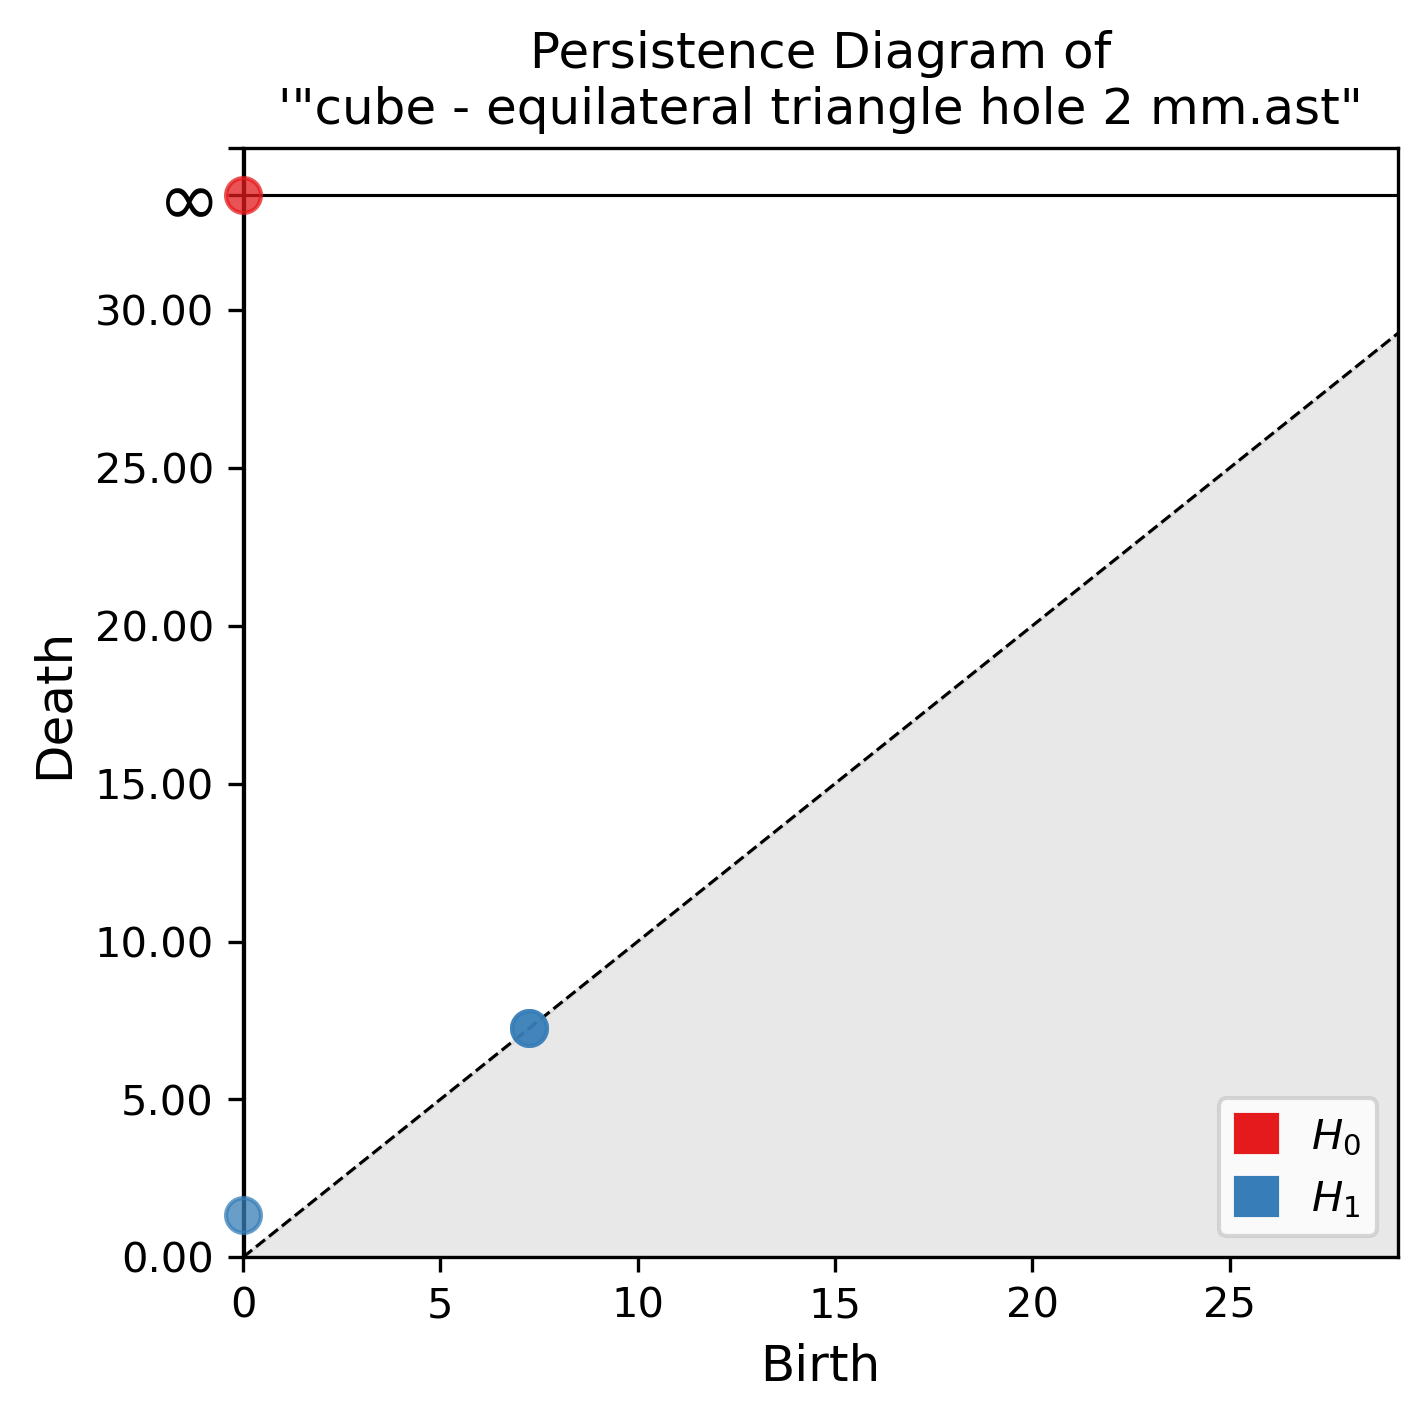 Persistence Diagram of
'"cube - equilateral triangle hole 2 mm.ast"
∞
30.00
25.00
20.00
15.00
10.00
5.00
0.00
Death
0 5 10 15 20 25
Birth
H₀
H₁